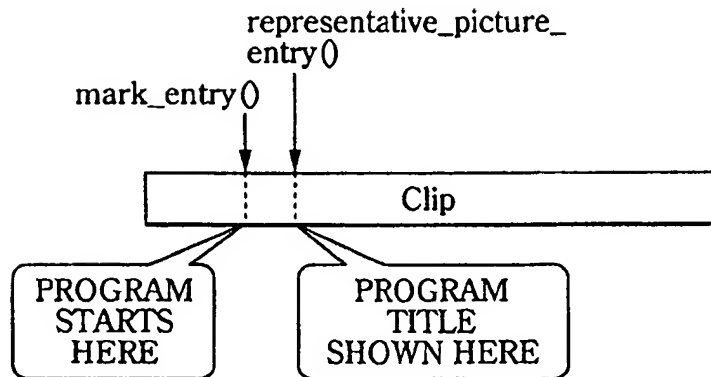 representative_picture_
entry()
mark_entry()
Clip
PROGRAM
STARTS
HERE
PROGRAM
TITLE
SHOWN HERE